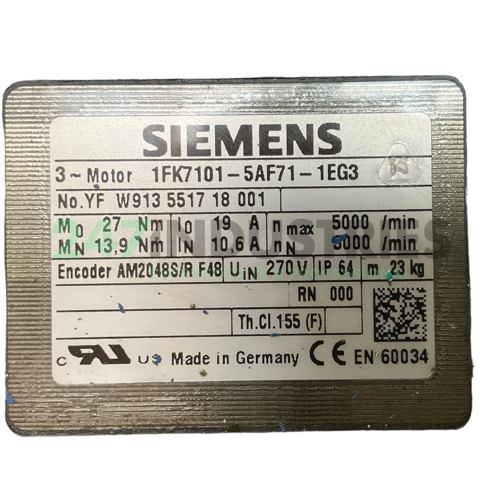 SIEMENS
3 ~ Motor 1FK7101-5AF71-1EG3
No.YF W913 5517 18 001
M0 27 Nm I0 19 A n max 5000 /min
MN 13,9 Nm IN 10,6 A nN 5000 /min
Encoder AM2048S/R F48 UIN 270 V IP 64 m 23 kg
RN 000
Th.Cl.155 (F)
c RU US Made in Germany CE EN 60034